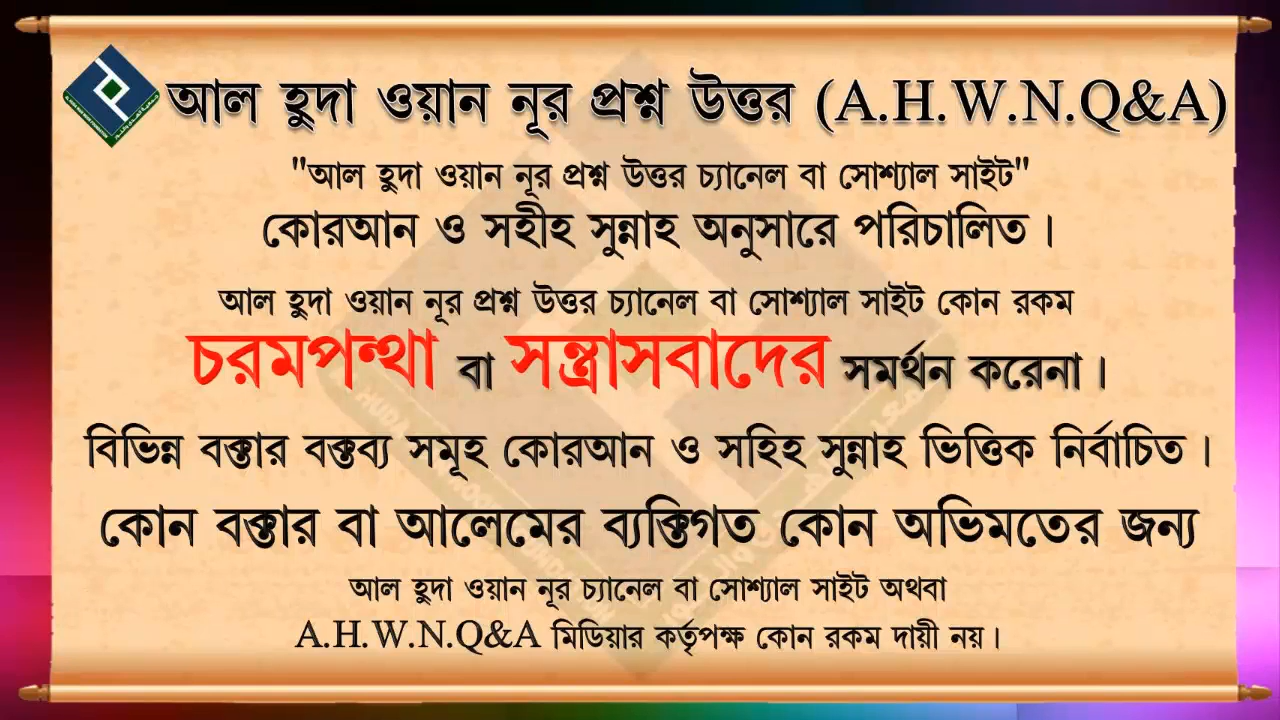 আল হুদা ওয়ান নূর প্রশ্ন উত্তর (A.H.W.N.Q&A)
"আল হুদা ওয়ান নূর প্রশ্ন উত্তর চ্যানেল বা সোশ্যাল সাইট"
কোরআন ও সহীহ সুন্নাহ অনুসারে পরিচালিত।
আল হুদা ওয়ান নূর প্রশ্ন উত্তর চ্যানেল বা সোশ্যাল সাইট কোন রকম
চরমপন্থা বা সন্ত্রাসবাদের সমর্থন করেনা।
বিভিন্ন বক্তার বক্তব্য সমূহ কোরআন ও সহিহ সুন্নাহ ভিত্তিক নির্বাচিত।
কোন বক্তার বা আলেমের ব্যক্তিগত কোন অভিমতের জন্য
আল হুদা ওয়ান নূর চ্যানেল বা সোশ্যাল সাইট অথবা
A.H.W.N.Q&A মিডিয়ার কর্তৃপক্ষ কোন রকম দায়ী নয়।